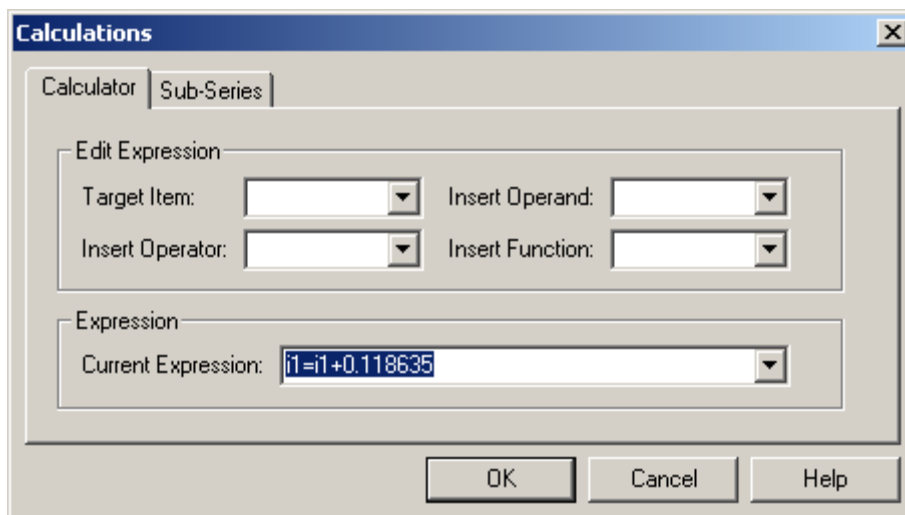 Calculations
Calculator Sub-Series
Edit Expression
Target Item: Insert Operand:
Insert Operator: Insert Function:
Expression
Current Expression: i1=i1+0.118635
OK Cancel Help